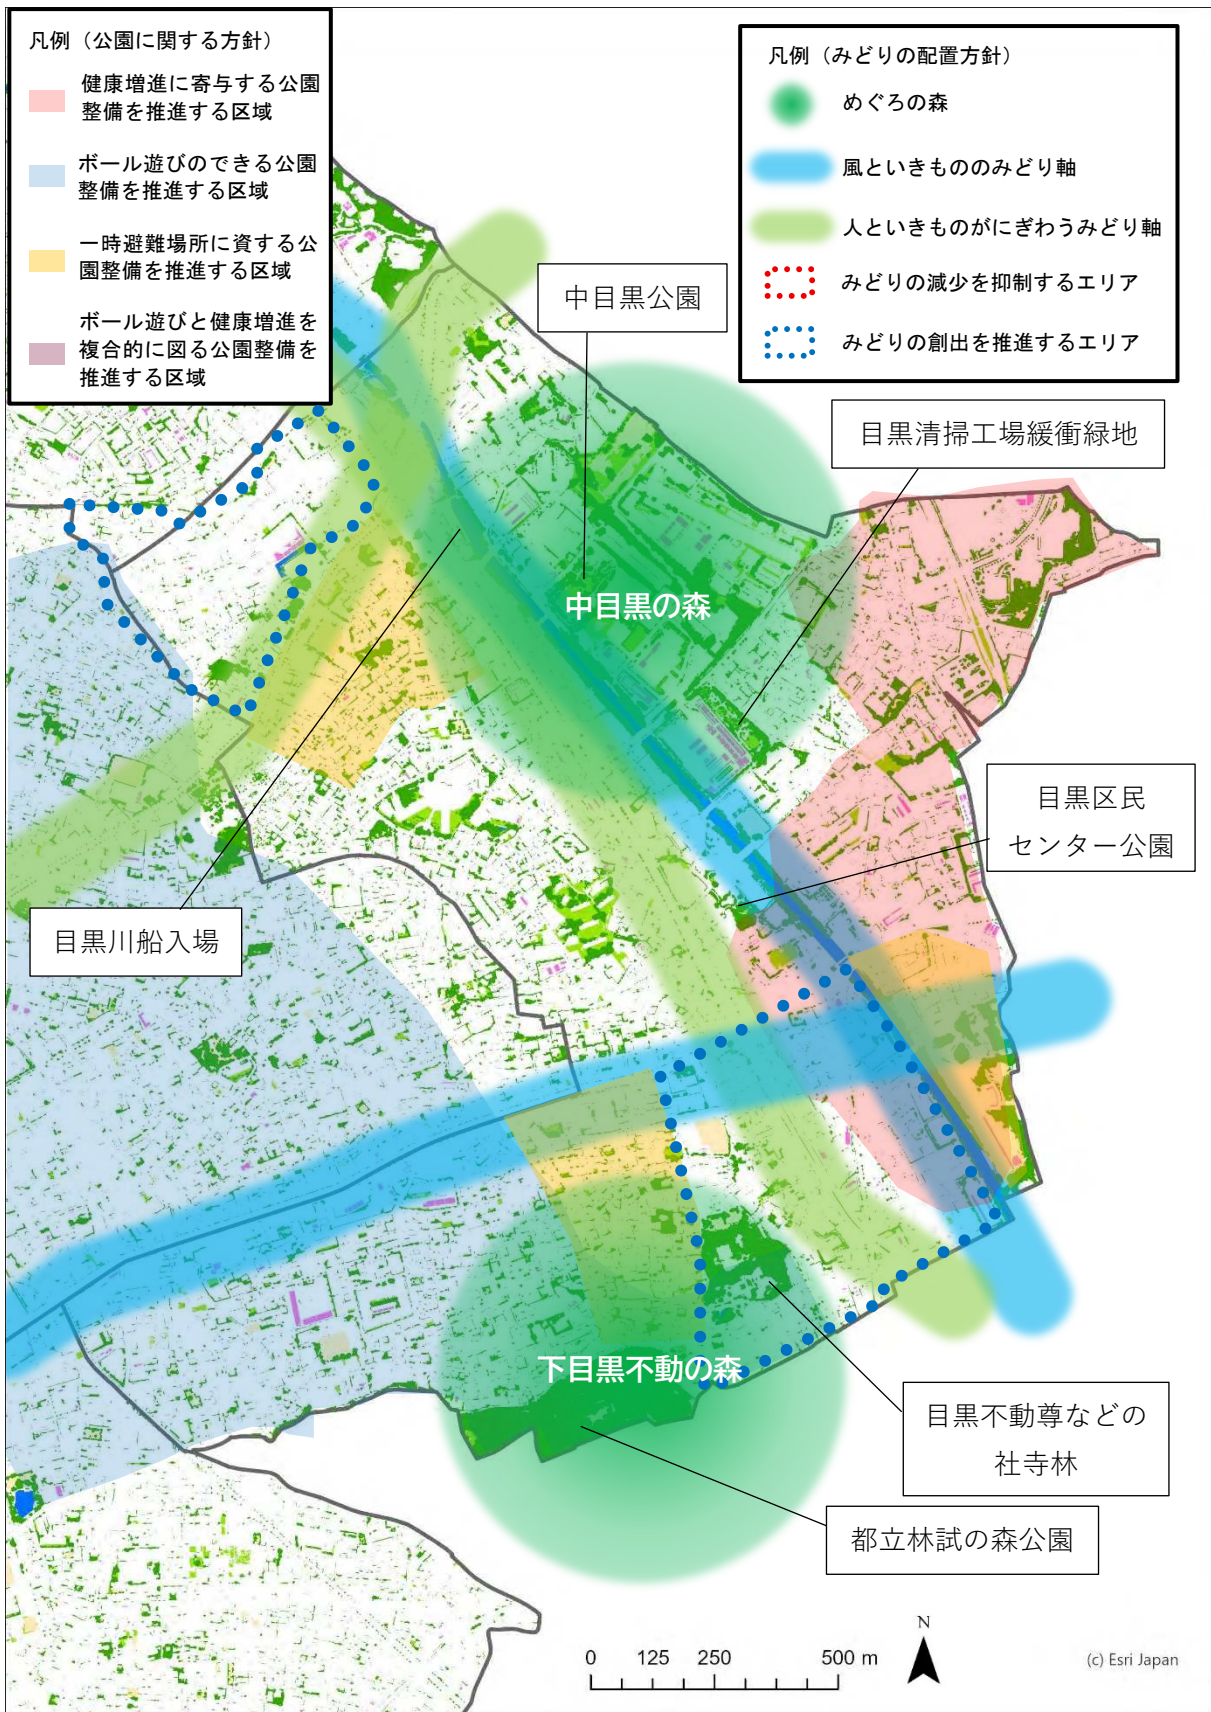 凡例（公園に関する方針）
健康増進に寄与する公園
整備を推進する区域
ボール遊びのできる公園
整備を推進する区域
一時避難場所に資する公
園整備を推進する区域
ボール遊びと健康増進を
複合的に図る公園整備を
推進する区域
凡例（みどりの配置方針）
めぐろの森
風といきもののみどり軸
人といきものがにぎわうみどり軸
みどりの減少を抑制するエリア
みどりの創出を推進するエリア
中目黒公園
目黒清掃工場緩衝緑地
中目黒の森
目黒区民
センター公園
目黒川船入場
下目黒不動の森
目黒不動尊などの
社寺林
都立林試の森公園
0 125 250 500 m
N
(c) Esri Japan